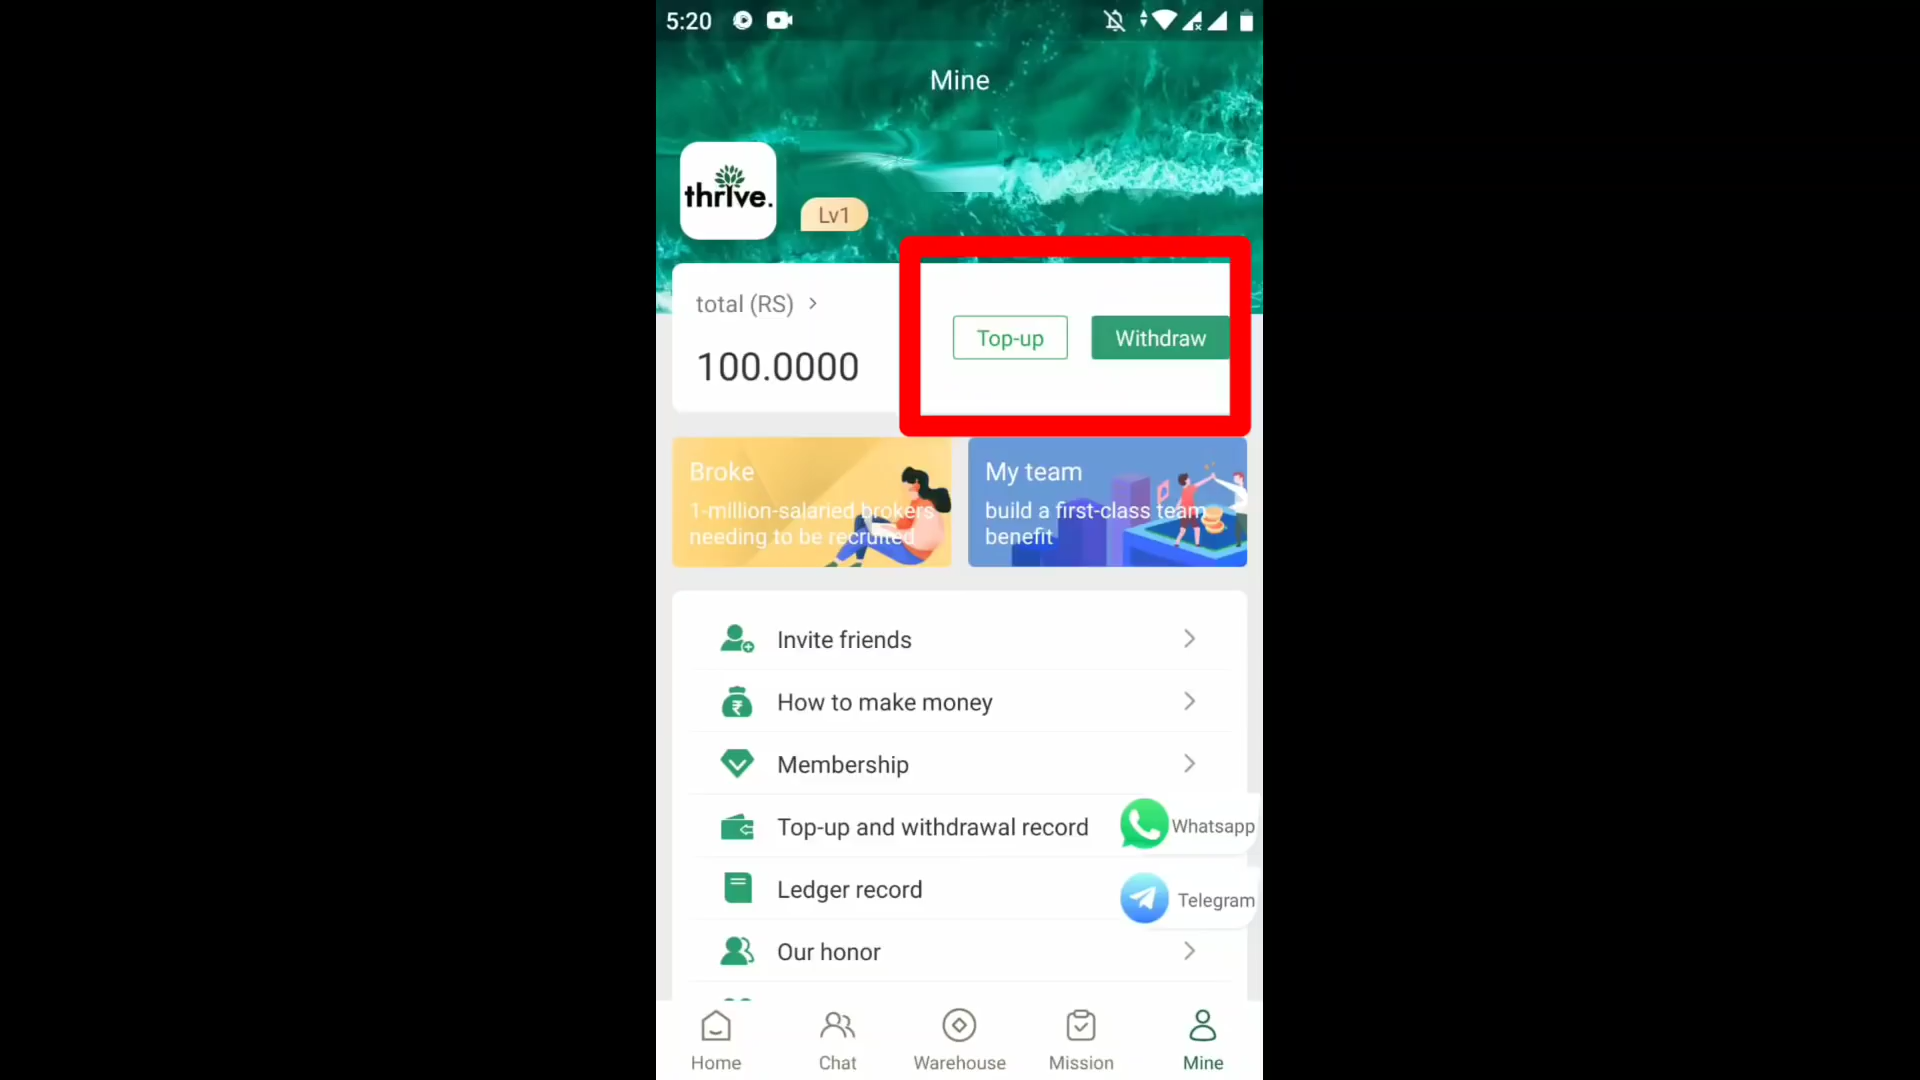 5:20
Mine
thrive.
Lv1
total (RS)
100.0000
Top-up
Withdraw
Broke
1-million-salaried brokers
needing to be recruited
My team
build a first-class team
benefit
Invite friends
How to make money
Membership
Top-up and withdrawal record
Whatsapp
Ledger record
Telegram
Our honor
Home
Chat
Warehouse
Mission
Mine